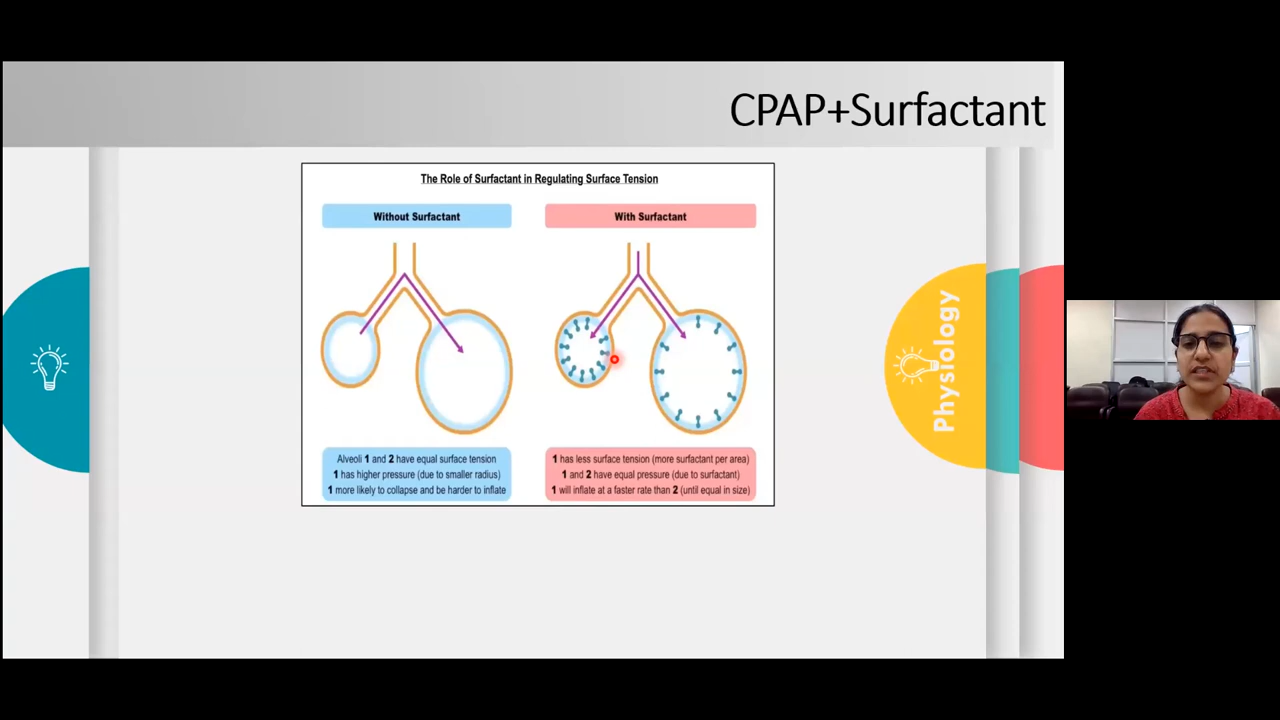 CPAP+Surfactant
The Role of Surfactant in Regulating Surface Tension
Without Surfactant
With Surfactant
Alveoli 1 and 2 have equal surface tension
1 has higher pressure (due to smaller radius)
1 more likely to collapse and be harder to inflate
1 has less surface tension (more surfactant per area)
1 and 2 have equal pressure (due to surfactant)
1 will inflate at a faster rate than 2 (until equal in size)
Physiology